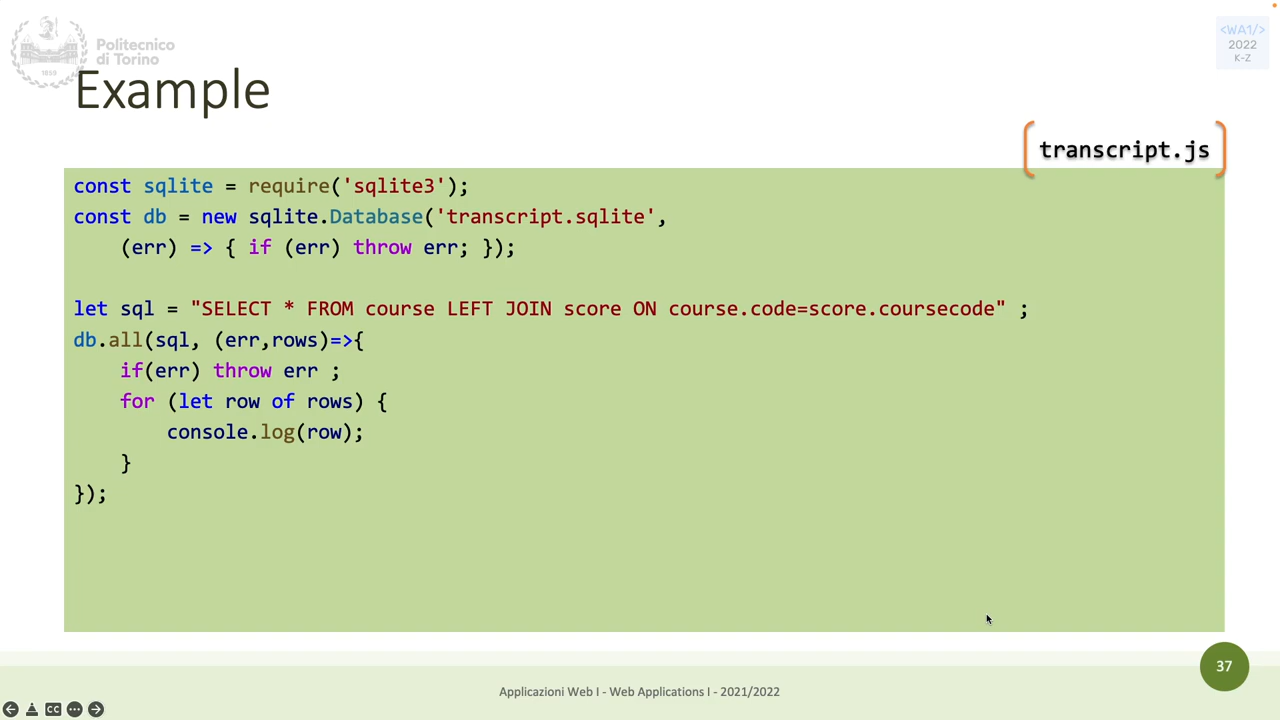 Politecnico
di Torino
1859
<WA1/>
2022
K-Z
Example
transcript.js
const sqlite = require('sqlite3');
const db = new sqlite.Database('transcript.sqlite',
    (err) => { if (err) throw err; });
let sql = "SELECT * FROM course LEFT JOIN score ON course.code=score.coursecode" ;
db.all(sql, (err,rows)=>{
    if(err) throw err ;
    for (let row of rows) {
        console.log(row);
    }
});
37
Applicazioni Web I - Web Applications I - 2021/2022
CC